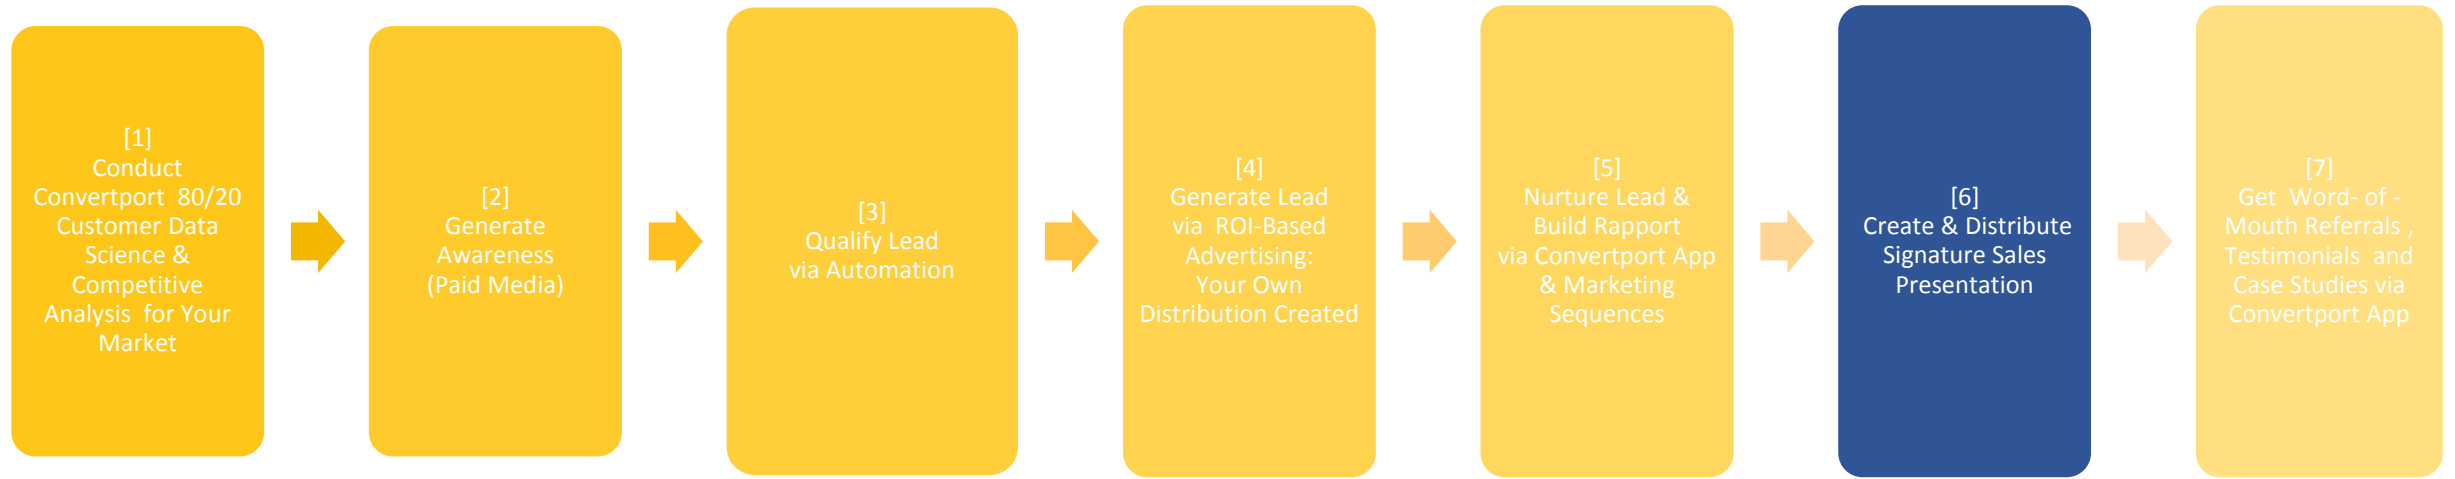 [1]
Conduct
Convertport 80/20
Customer Data
Science &
Competitive
Analysis for Your
Market
[2]
Generate
Awareness
(Paid Media)
[3]
Qualify Lead
via Automation
[4]
Generate Lead
via ROI-Based
Advertising:
Your Own
Distribution Created
[5]
Nurture Lead &
Build Rapport
via Convertport App
& Marketing
Sequences
[6]
Create & Distribute
Signature Sales
Presentation
[7]
Get Word- of -
Mouth Referrals ,
Testimonials and
Case Studies via
Convertport App